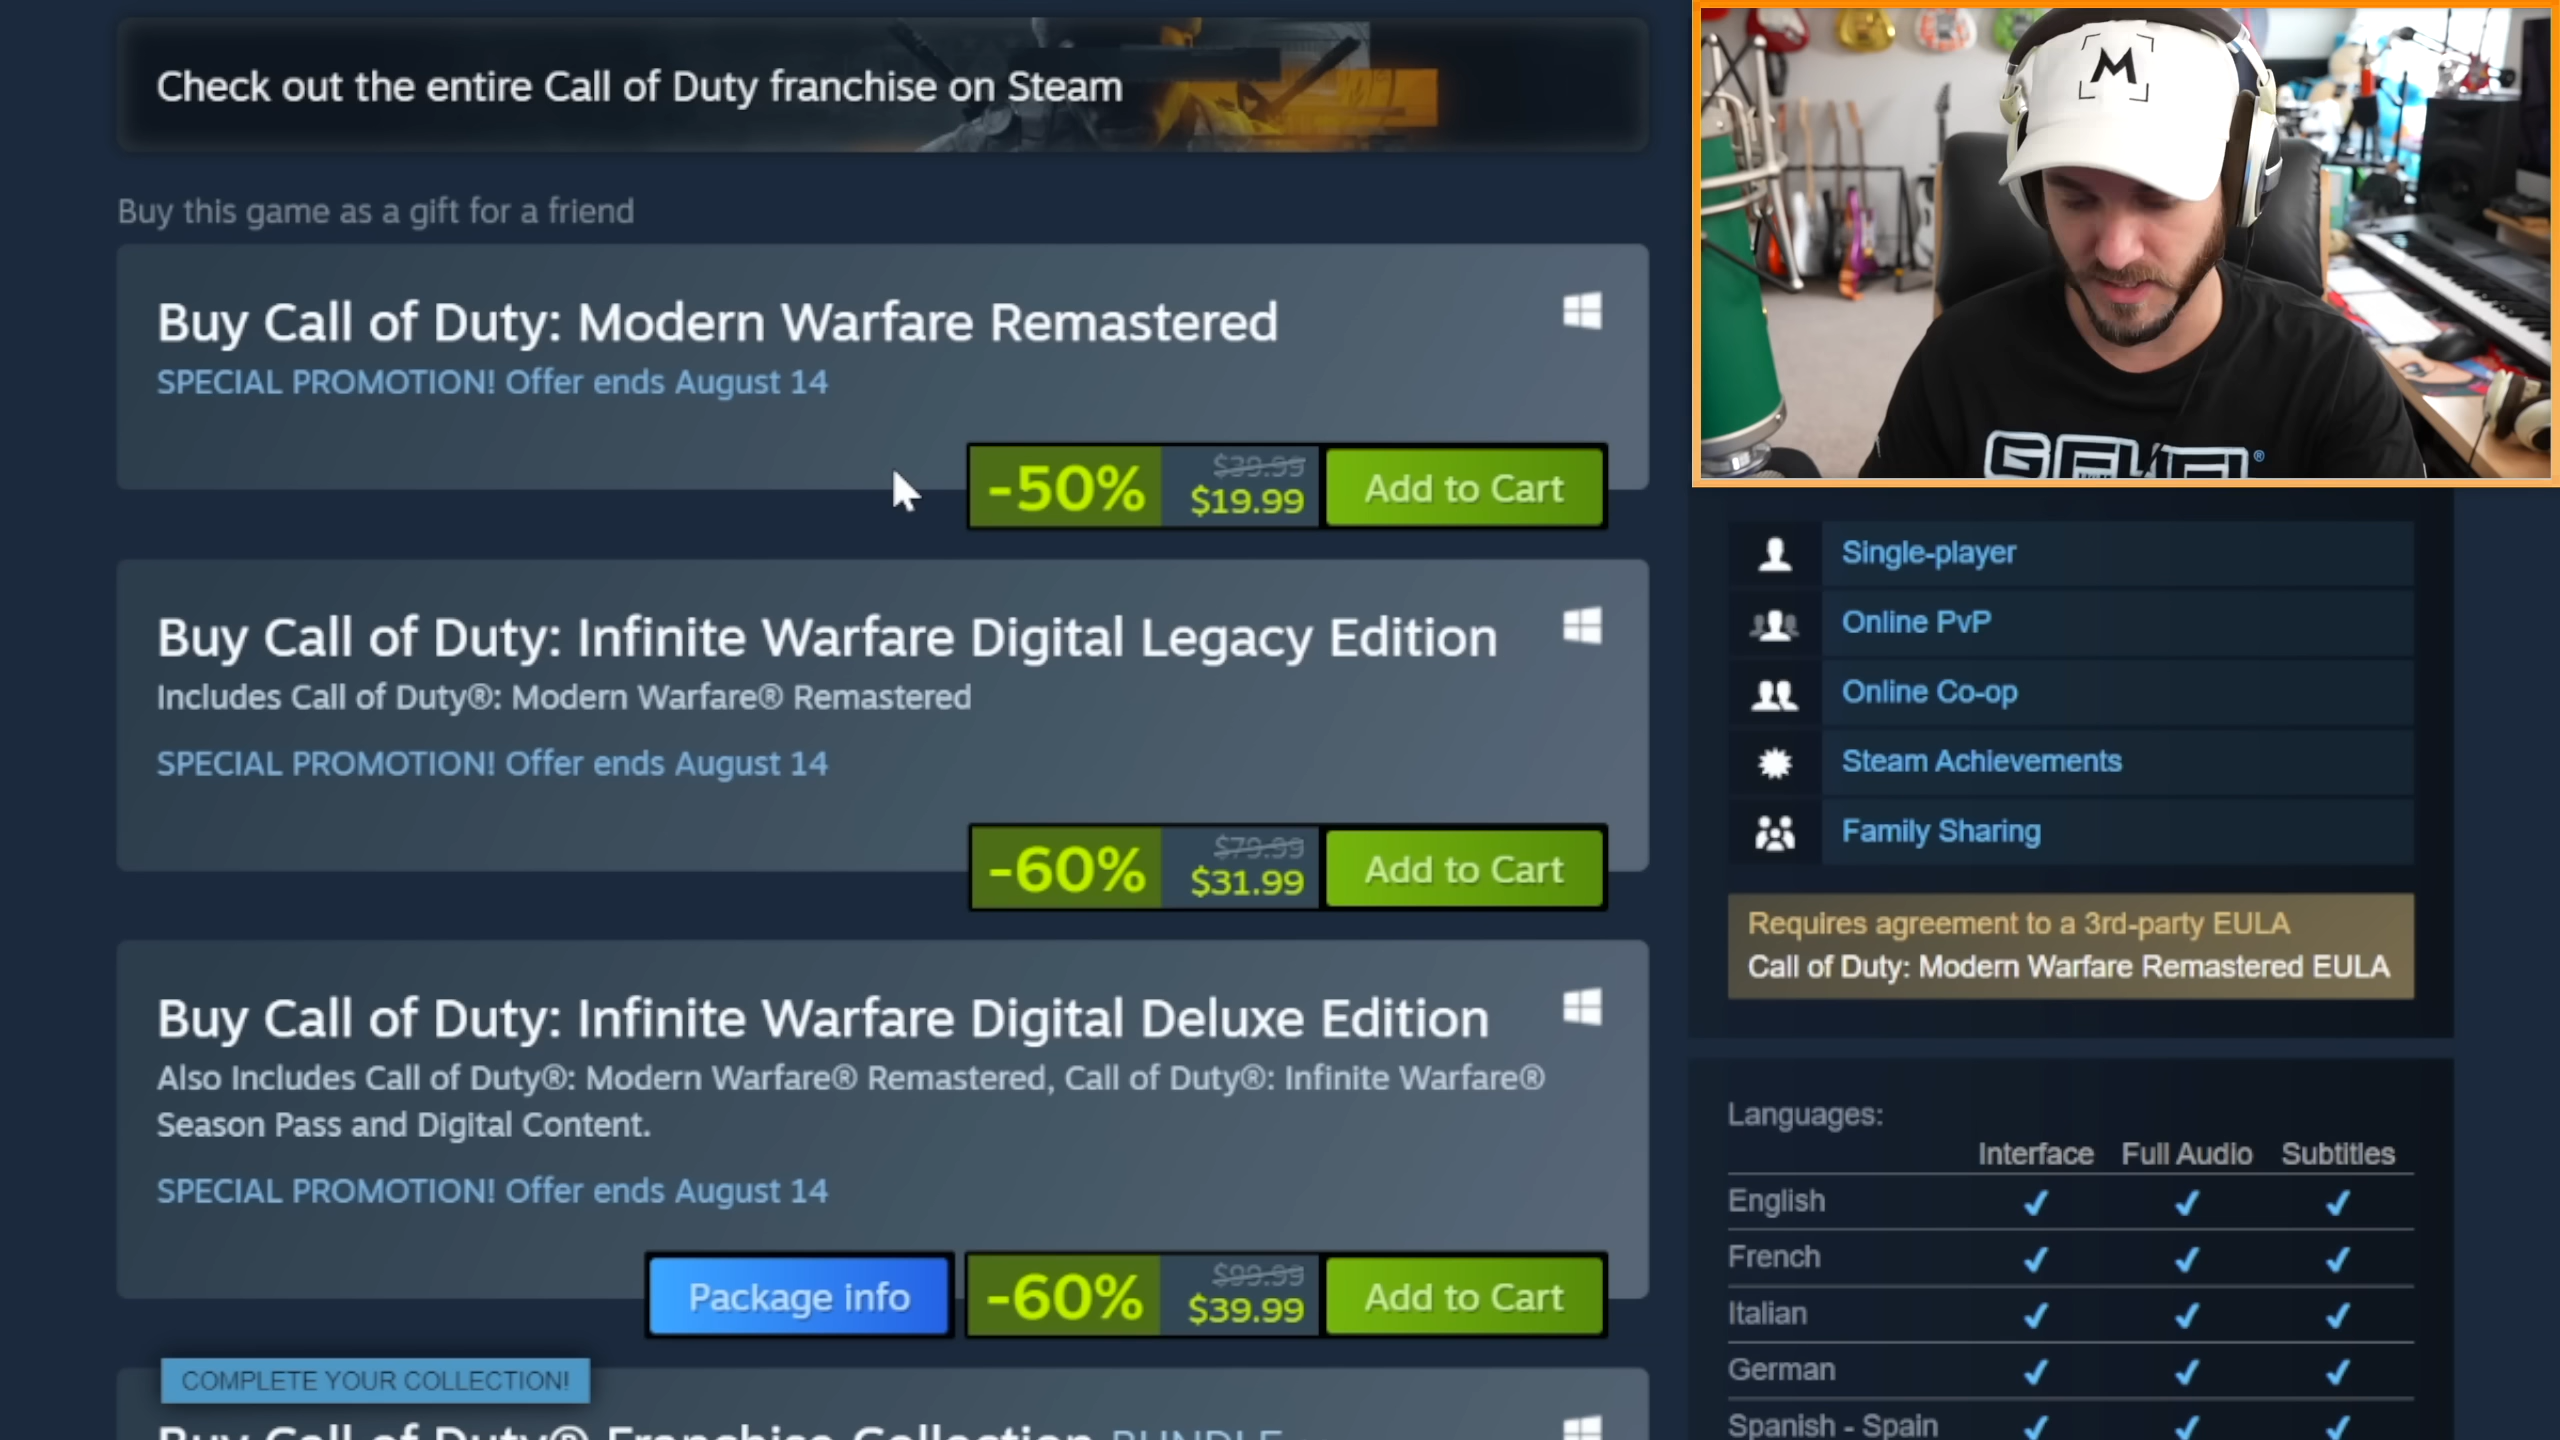 Check out the entire Call of Duty franchise on Steam
Buy this game as a gift for a friend
Buy Call of Duty: Modern Warfare Remastered
SPECIAL PROMOTION! Offer ends August 14
-50%
$39.99
$19.99
Add to Cart
Buy Call of Duty: Infinite Warfare Digital Legacy Edition
Includes Call of Duty®: Modern Warfare® Remastered
SPECIAL PROMOTION! Offer ends August 14
-60%
$79.99
$31.99
Add to Cart
Buy Call of Duty: Infinite Warfare Digital Deluxe Edition
Also Includes Call of Duty®: Modern Warfare® Remastered, Call of Duty®: Infinite Warfare®
Season Pass and Digital Content.
SPECIAL PROMOTION! Offer ends August 14
Package info
-60%
$99.99
$39.99
Add to Cart
COMPLETE YOUR COLLECTION!
Buy Call of Duty® Franchise Collection BUNDLE
M
Single-player
Online PvP
Online Co-op
Steam Achievements
Family Sharing
Requires agreement to a 3rd-party EULA
Call of Duty: Modern Warfare Remastered EULA
Languages:
Interface Full Audio Subtitles
English ✔ ✔ ✔
French ✔ ✔ ✔
Italian ✔ ✔ ✔
German ✔ ✔ ✔
Spanish - Spain ✔ ✔ ✔